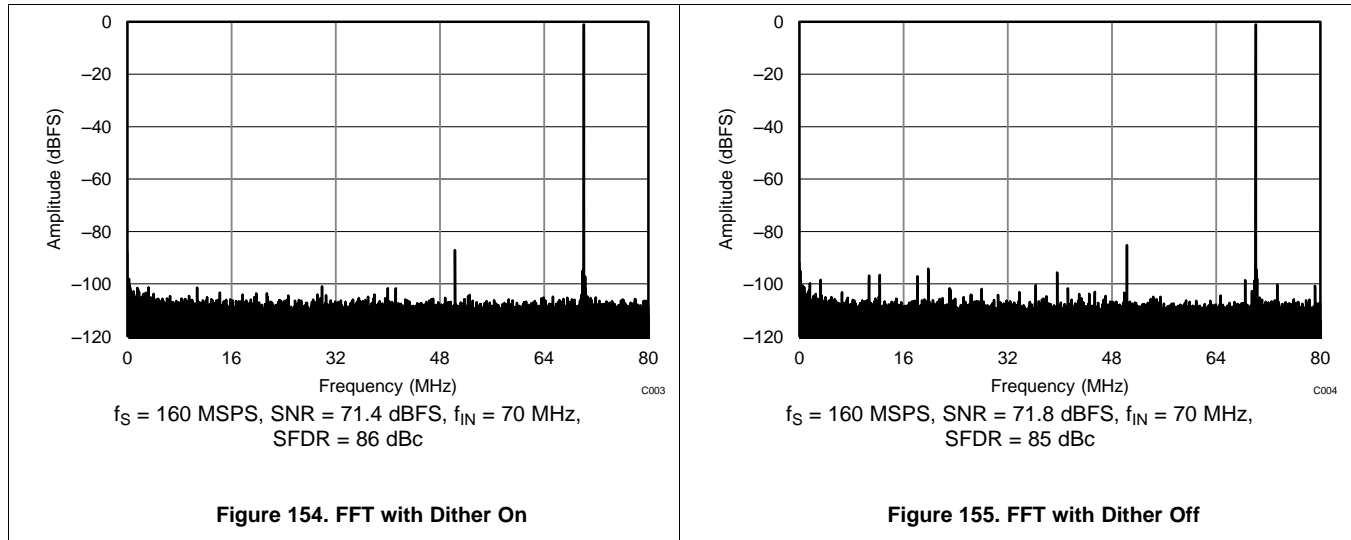 0
–20
–40
–60
–80
–100
–120
Amplitude (dBFS)
0 16 32 48 64 80
Frequency (MHz)
C003
fS = 160 MSPS, SNR = 71.4 dBFS, fIN = 70 MHz,
SFDR = 86 dBc
Figure 154. FFT with Dither On
0
–20
–40
–60
–80
–100
–120
Amplitude (dBFS)
0 16 32 48 64 80
Frequency (MHz)
C004
fS = 160 MSPS, SNR = 71.8 dBFS, fIN = 70 MHz,
SFDR = 85 dBc
Figure 155. FFT with Dither Off